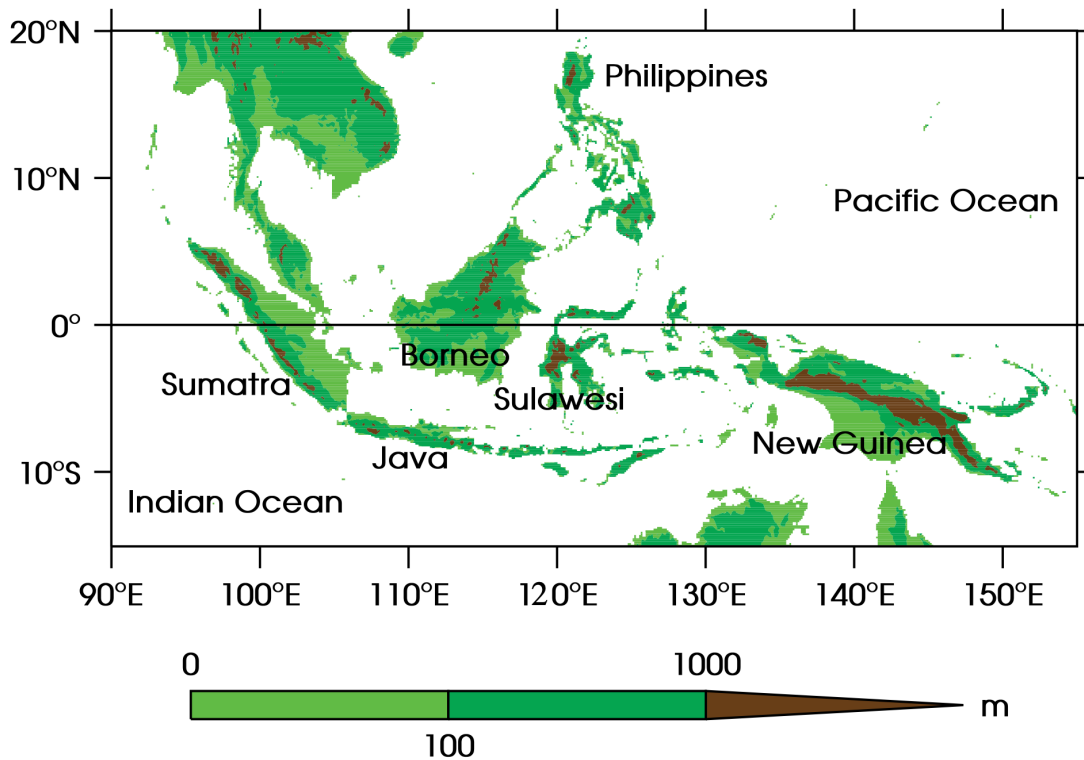 20°N
Philippines
10°N
Pacific Ocean
0°
Borneo
Sumatra
Sulawesi
New Guinea
Java
10°S
Indian Ocean
90°E 100°E 110°E 120°E 130°E 140°E 150°E
0 1000
m
100